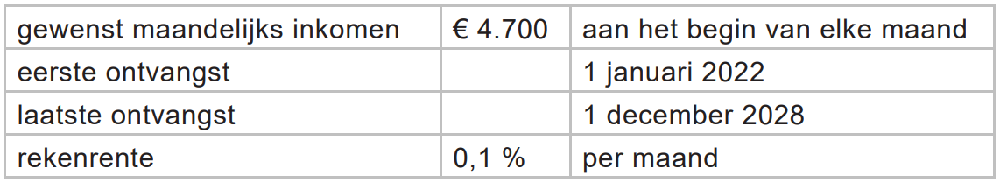 gewenst maandelijks inkomen € 4.700 aan het begin van elke maand
eerste ontvangst 1 januari 2022
laatste ontvangst 1 december 2028
rekenrente 0,1 % per maand